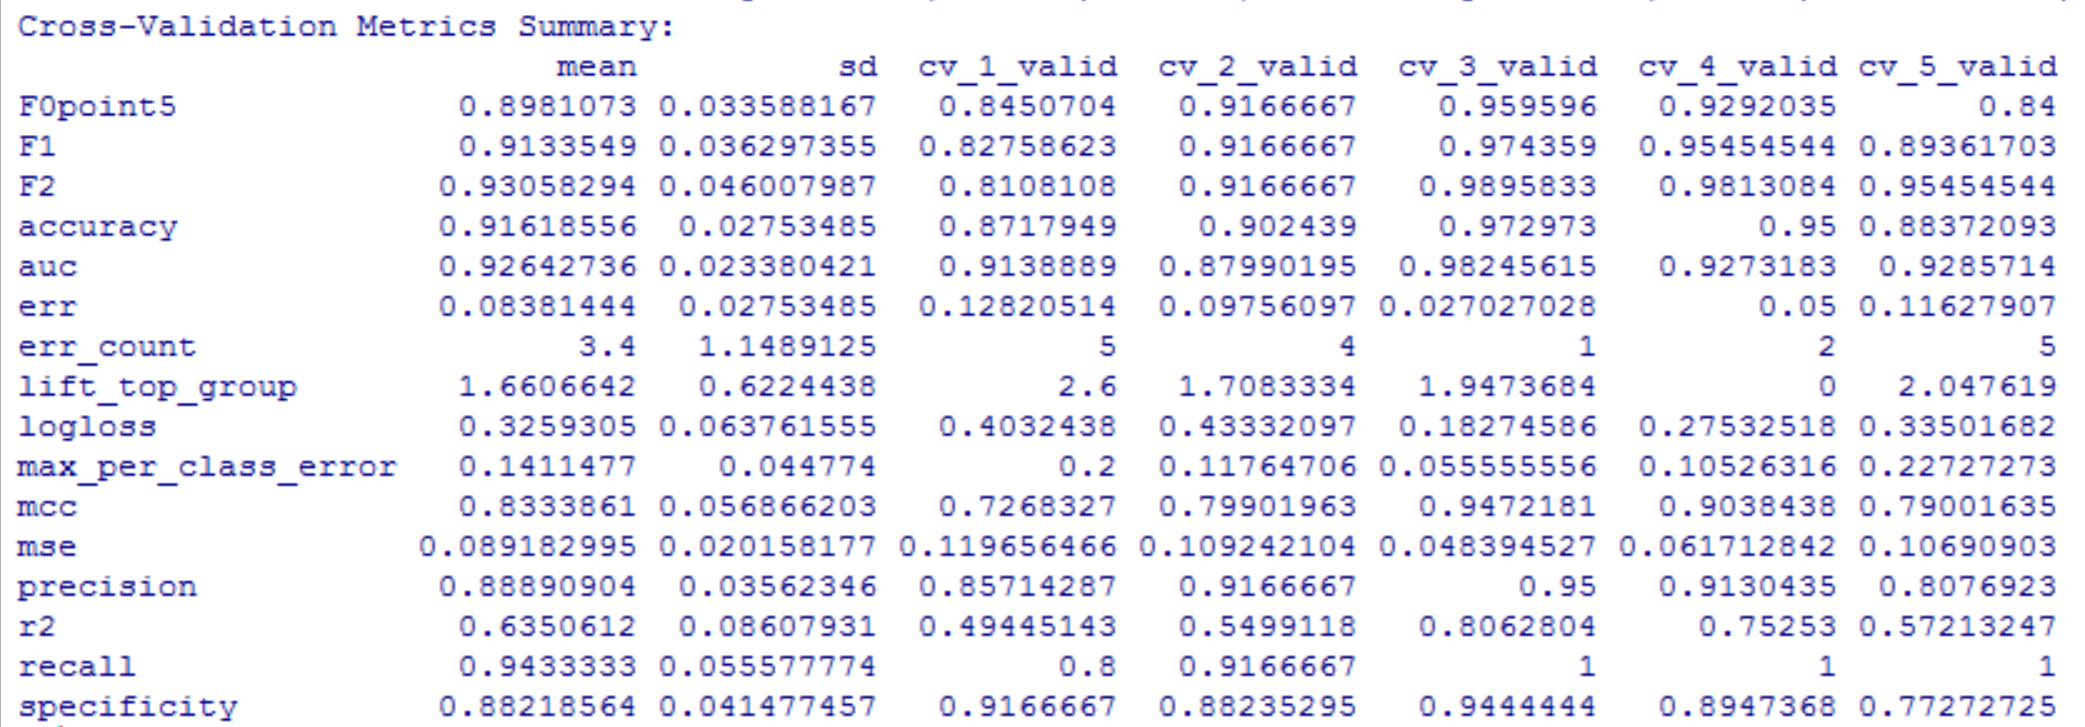 Cross-Validation Metrics Summary:
mean sd cv_1_valid cv_2_valid cv_3_valid cv_4_valid cv_5_valid
F0point5 0.8981073 0.033588167 0.8450704 0.9166667 0.959596 0.9292035 0.84
F1 0.9133549 0.036297355 0.82758623 0.9166667 0.974359 0.95454544 0.89361703
F2 0.93058294 0.046007987 0.8108108 0.9166667 0.9895833 0.9813084 0.95454544
accuracy 0.91618556 0.02753485 0.8717949 0.902439 0.972973 0.95 0.88372093
auc 0.92642736 0.023380421 0.9138889 0.87990195 0.98245615 0.9273183 0.9285714
err 0.08381444 0.02753485 0.12820514 0.09756097 0.027027028 0.05 0.11627907
err_count 3.4 1.1489125 5 4 1 2 5
lift_top_group 1.6606642 0.6224438 2.6 1.7083334 1.9473684 0 2.047619
logloss 0.3259305 0.063761555 0.4032438 0.43332097 0.18274586 0.27532518 0.33501682
max_per_class_error 0.1411477 0.044774 0.2 0.11764706 0.055555556 0.10526316 0.22727273
mcc 0.8333861 0.056866203 0.7268327 0.79901963 0.9472181 0.9038438 0.79001635
mse 0.089182995 0.020158177 0.119656466 0.109242104 0.048394527 0.061712842 0.10690903
precision 0.88890904 0.03562346 0.85714287 0.9166667 0.95 0.9130435 0.8076923
r2 0.6350612 0.08607931 0.49445143 0.5499118 0.8062804 0.75253 0.57213247
recall 0.9433333 0.055577774 0.8 0.9166667 1 1 1
specificity 0.88218564 0.041477457 0.9166667 0.88235295 0.9444444 0.8947368 0.77272725